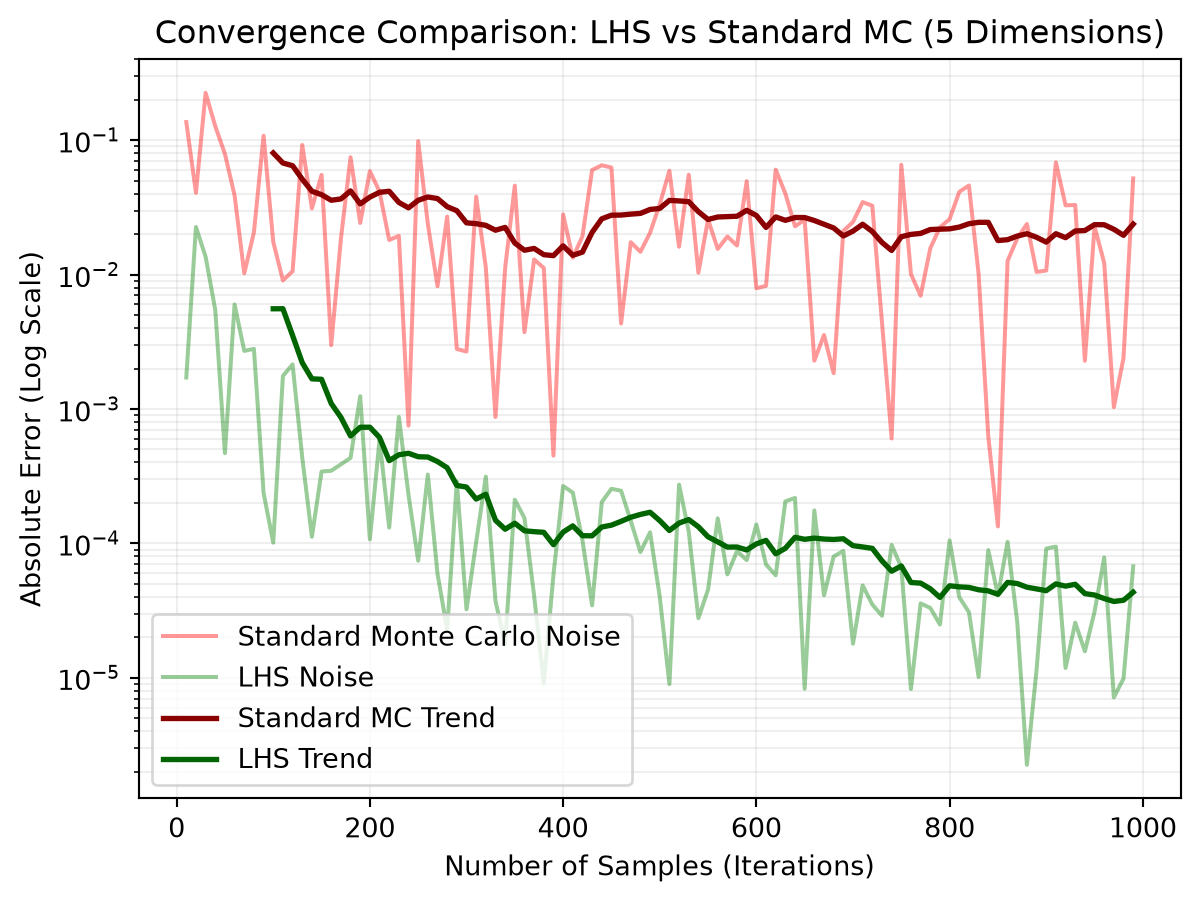 Convergence Comparison: LHS vs Standard MC (5 Dimensions)
Absolute Error (Log Scale)
10⁻¹
10⁻²
10⁻³
10⁻⁴
10⁻⁵
Standard Monte Carlo Noise
LHS Noise
Standard MC Trend
LHS Trend
0 200 400 600 800 1000
Number of Samples (Iterations)